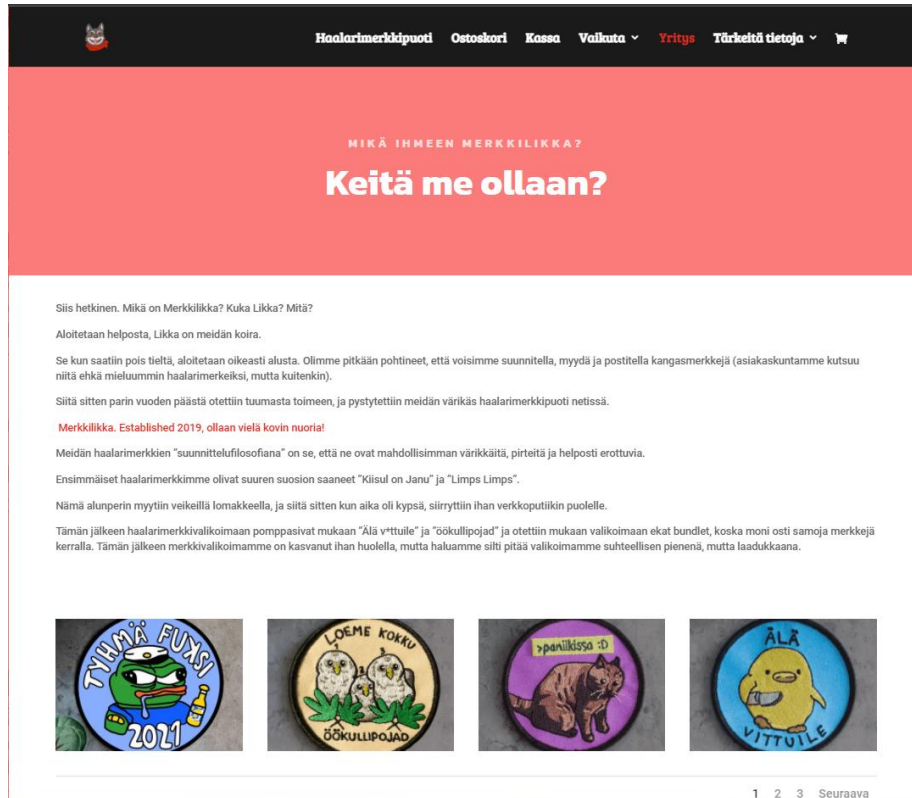 Haalarimerkkipuoti Ostoskori Kassa Vaikuta Yritys Tärkeitä tietoja
MIKÄ IHMEEN MERKKILIKKA?
Keitä me ollaan?
Siis hetkinen. Mikä on Merkkilikka? Kuka Likka? Mitä?
Aloitetaan helposta, Likka on meidän koira.
Se kun saatiin pois tieltä, aloitetaan oikeasti alusta. Olimme pitkään pohtineet, että voisimme suunnitella, myydä ja postitella kangasmerkkejä (asiakaskuntamme kutsuu
niitä ehkä mieluummin haalarimerkeiksi, mutta kuitenkin).
Siitä sitten parin vuoden päästä otettiin tuumasta toimeen, ja pystytettiin meidän värikäs haalarimerkkipuoti netissä.
Merkkilikka. Established 2019, ollaan vielä kovin nuoria!
Meidän haalarimerkkien "suunnittelufilosofiana" on se, että ne ovat mahdollisimman värikkäitä, pirteitä ja helposti erottuvia.
Ensimmäiset haalarimerkkimme olivat suuren suosion saaneet "Kiisul on Janu" ja "Limps Limps".
Nämä alunperin myytiin veikeillä lomakkeella, ja siitä sitten kun aika oli kypsä, siirryttiin ihan verkkoputiikin puolelle.
Tämän jälkeen haalarimerkkivalikoimaan pomppasivat mukaan "Älä v*ttuile" ja "öökullipojad" ja otettiin mukaan valikoimaan ekat bundlet, koska moni osti samoja merkkejä
kerralla. Tämän jälkeen merkkivalikoimamme on kasvanut ihan huolella, mutta haluamme silti pitää valikoimamme suhteellisen pienenä, mutta laadukkaana.
TYHMÄ FUKSI
2021
LOEME KOKKU
1 2 3
ÖÖKULLIPOJAD
>paniikissa :D
ÄLÄ
VITTUILE
1 2 3 Seuraava